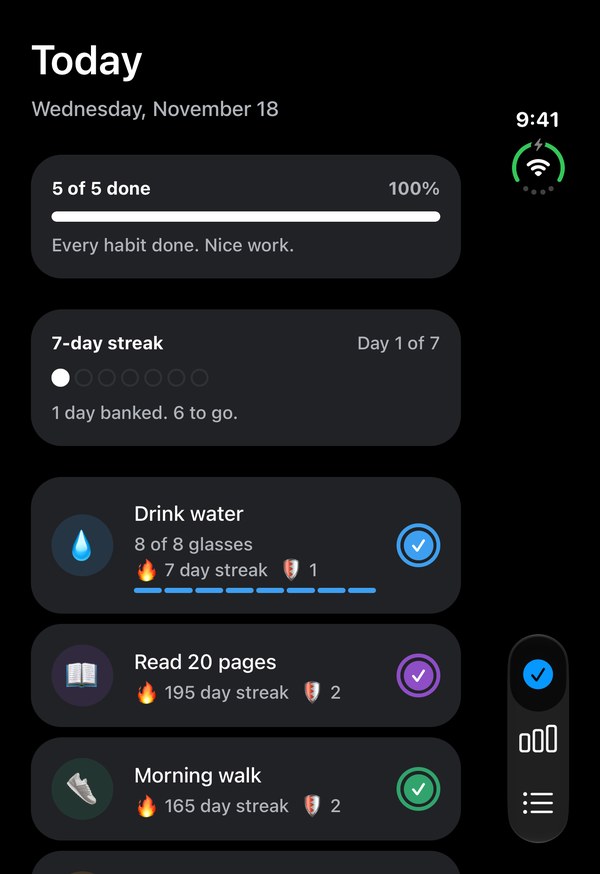 Today
Wednesday, November 18
9:41
5 of 5 done
100%
Every habit done. Nice work.
7-day streak
Day 1 of 7
1 day banked. 6 to go.
Drink water
8 of 8 glasses
7 day streak 1
Read 20 pages
195 day streak 2
Morning walk
165 day streak 2